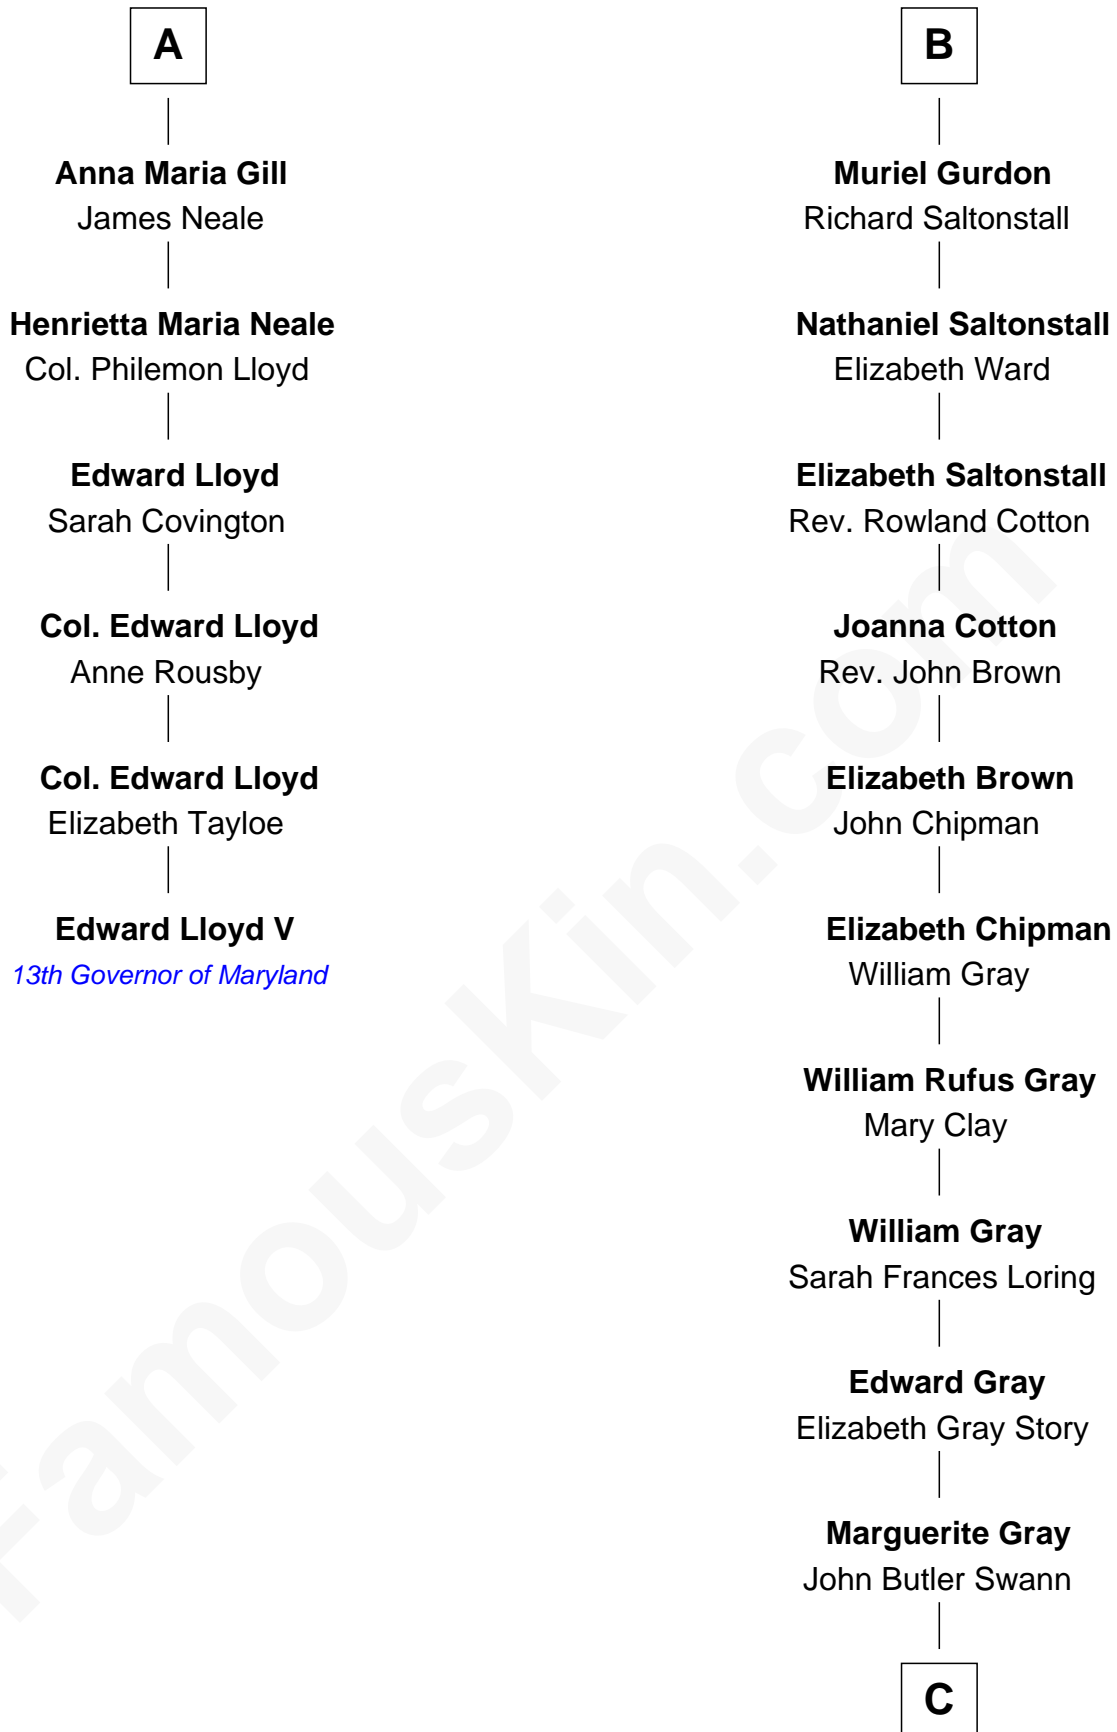 A
Anna Maria Gill
James Neale
Henrietta Maria Neale
Col. Philemon Lloyd
Edward Lloyd
Sarah Covington
Col. Edward Lloyd
Anne Rousby
Col. Edward Lloyd
Elizabeth Tayloe
Edward Lloyd V
13th Governor of Maryland
B
Muriel Gurdon
Richard Saltonstall
Nathaniel Saltonstall
Elizabeth Ward
Elizabeth Saltonstall
Rev. Rowland Cotton
Joanna Cotton
Rev. John Brown
Elizabeth Brown
John Chipman
Elizabeth Chipman
William Gray
William Rufus Gray
Mary Clay
William Gray
Sarah Frances Loring
Edward Gray
Elizabeth Gray Story
Marguerite Gray
John Butler Swann
C
FamousKin.com